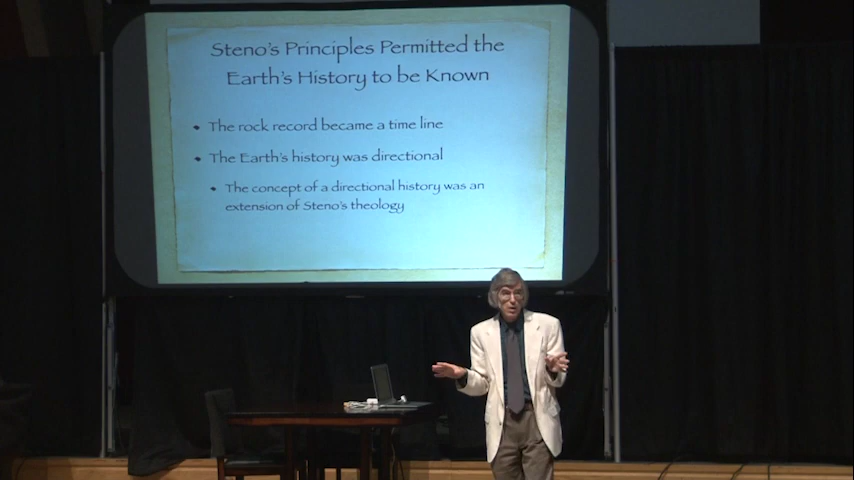 Steno's Principles Permitted the
Earth's History to be Known
• The rock record became a time line
• The Earth's history was directional
• The concept of a directional history was an
extension of Steno's theology